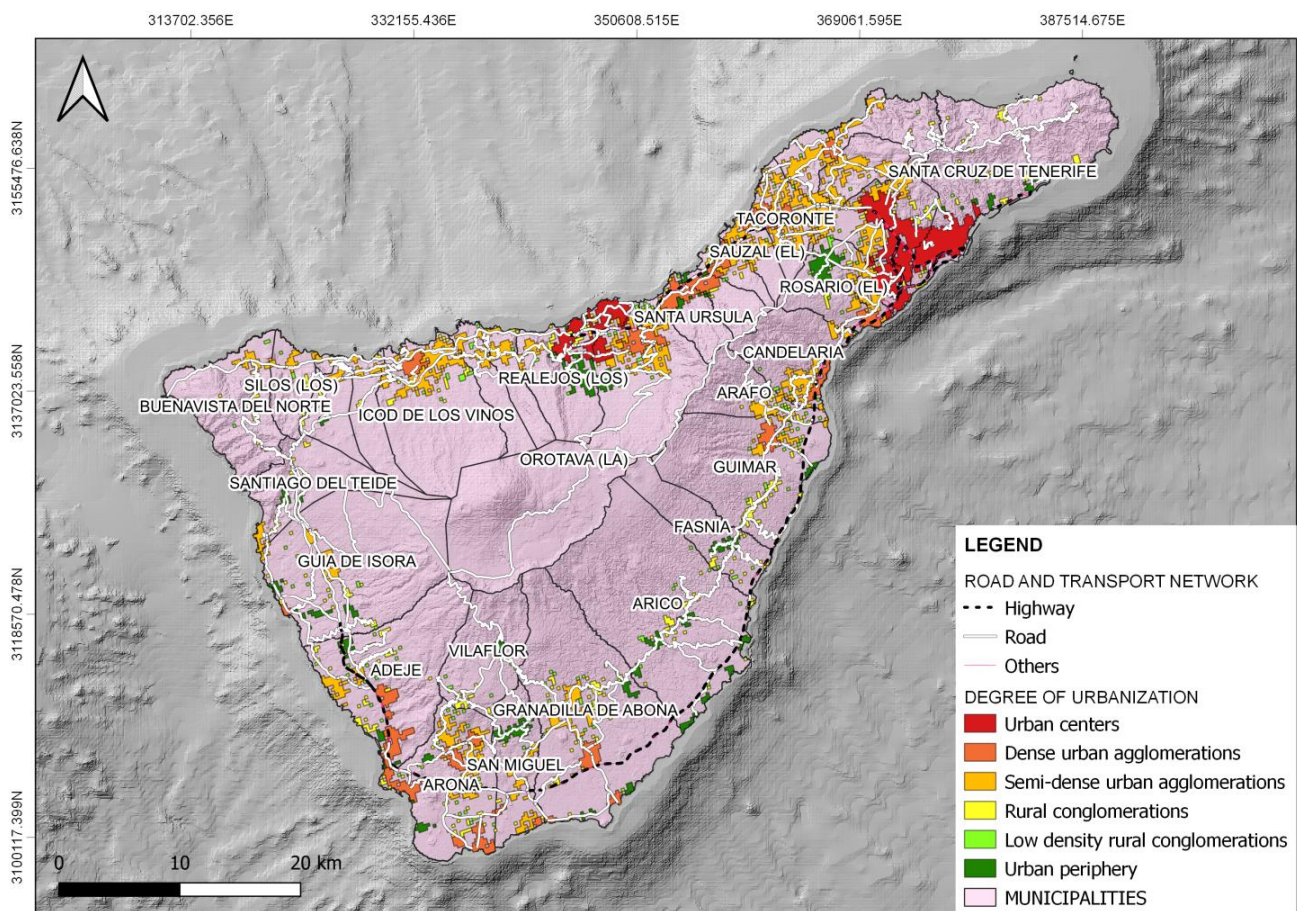 313702.356E 332155.436E 350608.515E 369061.595E 387514.675E
3155476.638N
SANTA CRUZ DE TENERIFE
TACORONTE
SAUZAL (EL)
ROSARIO (EL)
SANTA URSULA
3137023.558N
CANDELARIA
REALEJOS (LOS)
SILOS (LOS)
ARAFO
BUENAVISTA DEL NORTE
ICOD DE LOS VINOS
OROTAVA (LA)
GUIMAR
SANTIAGO DEL TEIDE
FASNIA
GUIA DE ISORA
3118570.478N
ARICO
VILAFLOR
ADEJE
GRANADILLA DE ABONA
SAN MIGUEL
ARONA
3100117.399N
0 10 20 km
LEGEND
ROAD AND TRANSPORT NETWORK
Highway
Road
Others
DEGREE OF URBANIZATION
Urban centers
Dense urban agglomerations
Semi-dense urban agglomerations
Rural conglomerations
Low density rural conglomerations
Urban periphery
MUNICIPALITIES